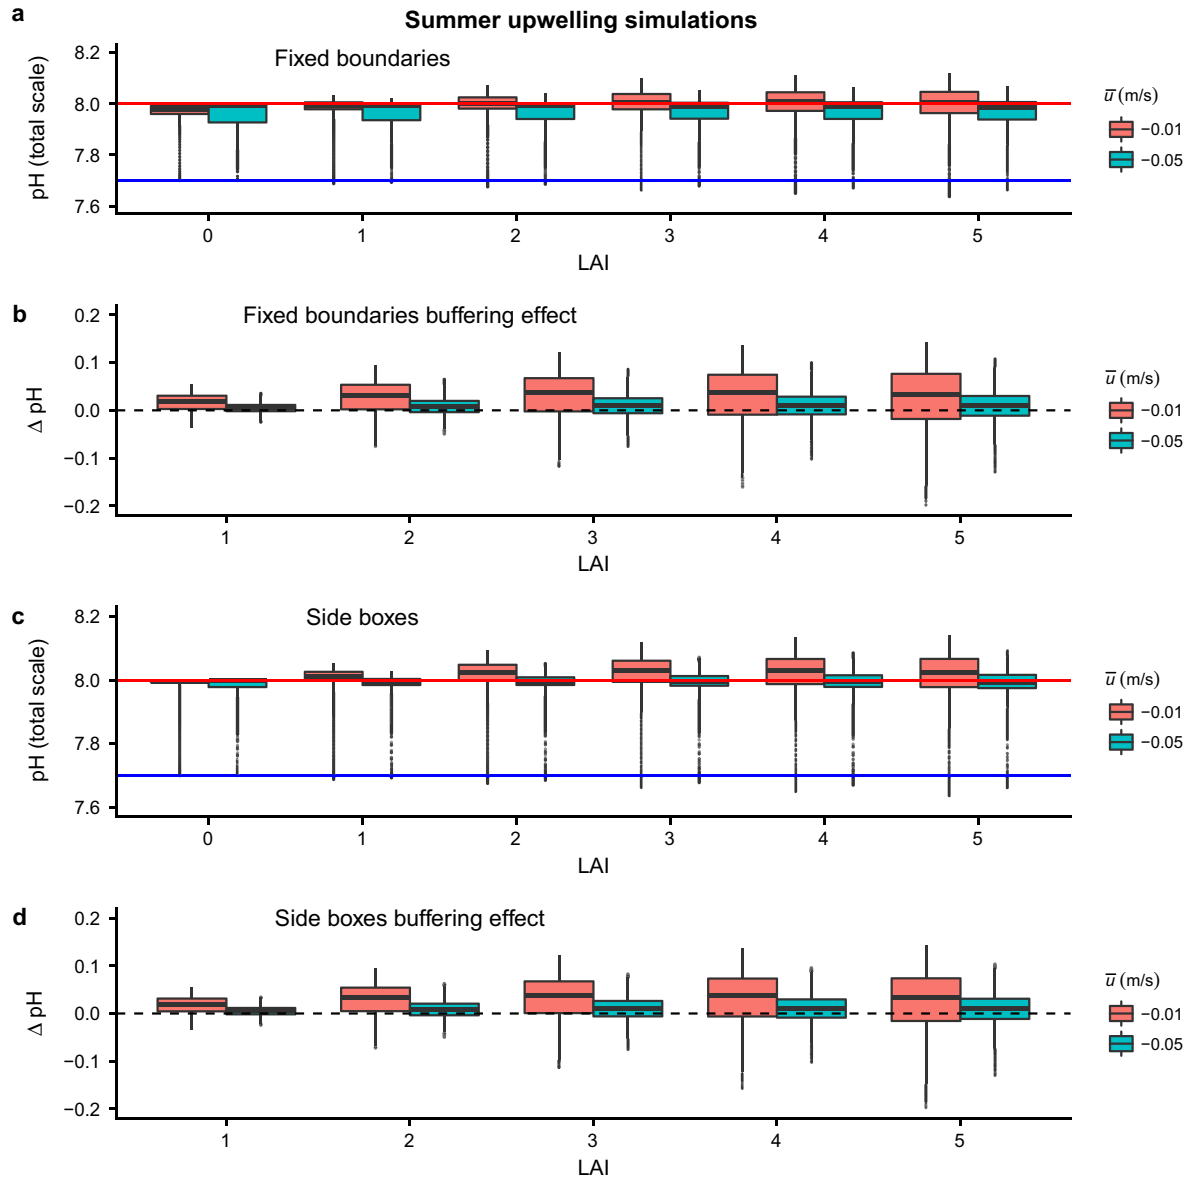 a
Summer upwelling simulations
Fixed boundaries
pH (total scale)
8.2
8.0
7.8
7.6
0 1 2 3 4 5
LAI
u̅ (m/s)
−0.01
−0.05
b
Fixed boundaries buffering effect
Δ pH
0.2
0.1
0.0
−0.1
−0.2
1 2 3 4 5
LAI
u̅ (m/s)
−0.01
−0.05
c
Side boxes
pH (total scale)
8.2
8.0
7.8
7.6
0 1 2 3 4 5
LAI
u̅ (m/s)
−0.01
−0.05
d
Side boxes buffering effect
Δ pH
0.2
0.1
0.0
−0.1
−0.2
1 2 3 4 5
LAI
u̅ (m/s)
−0.01
−0.05